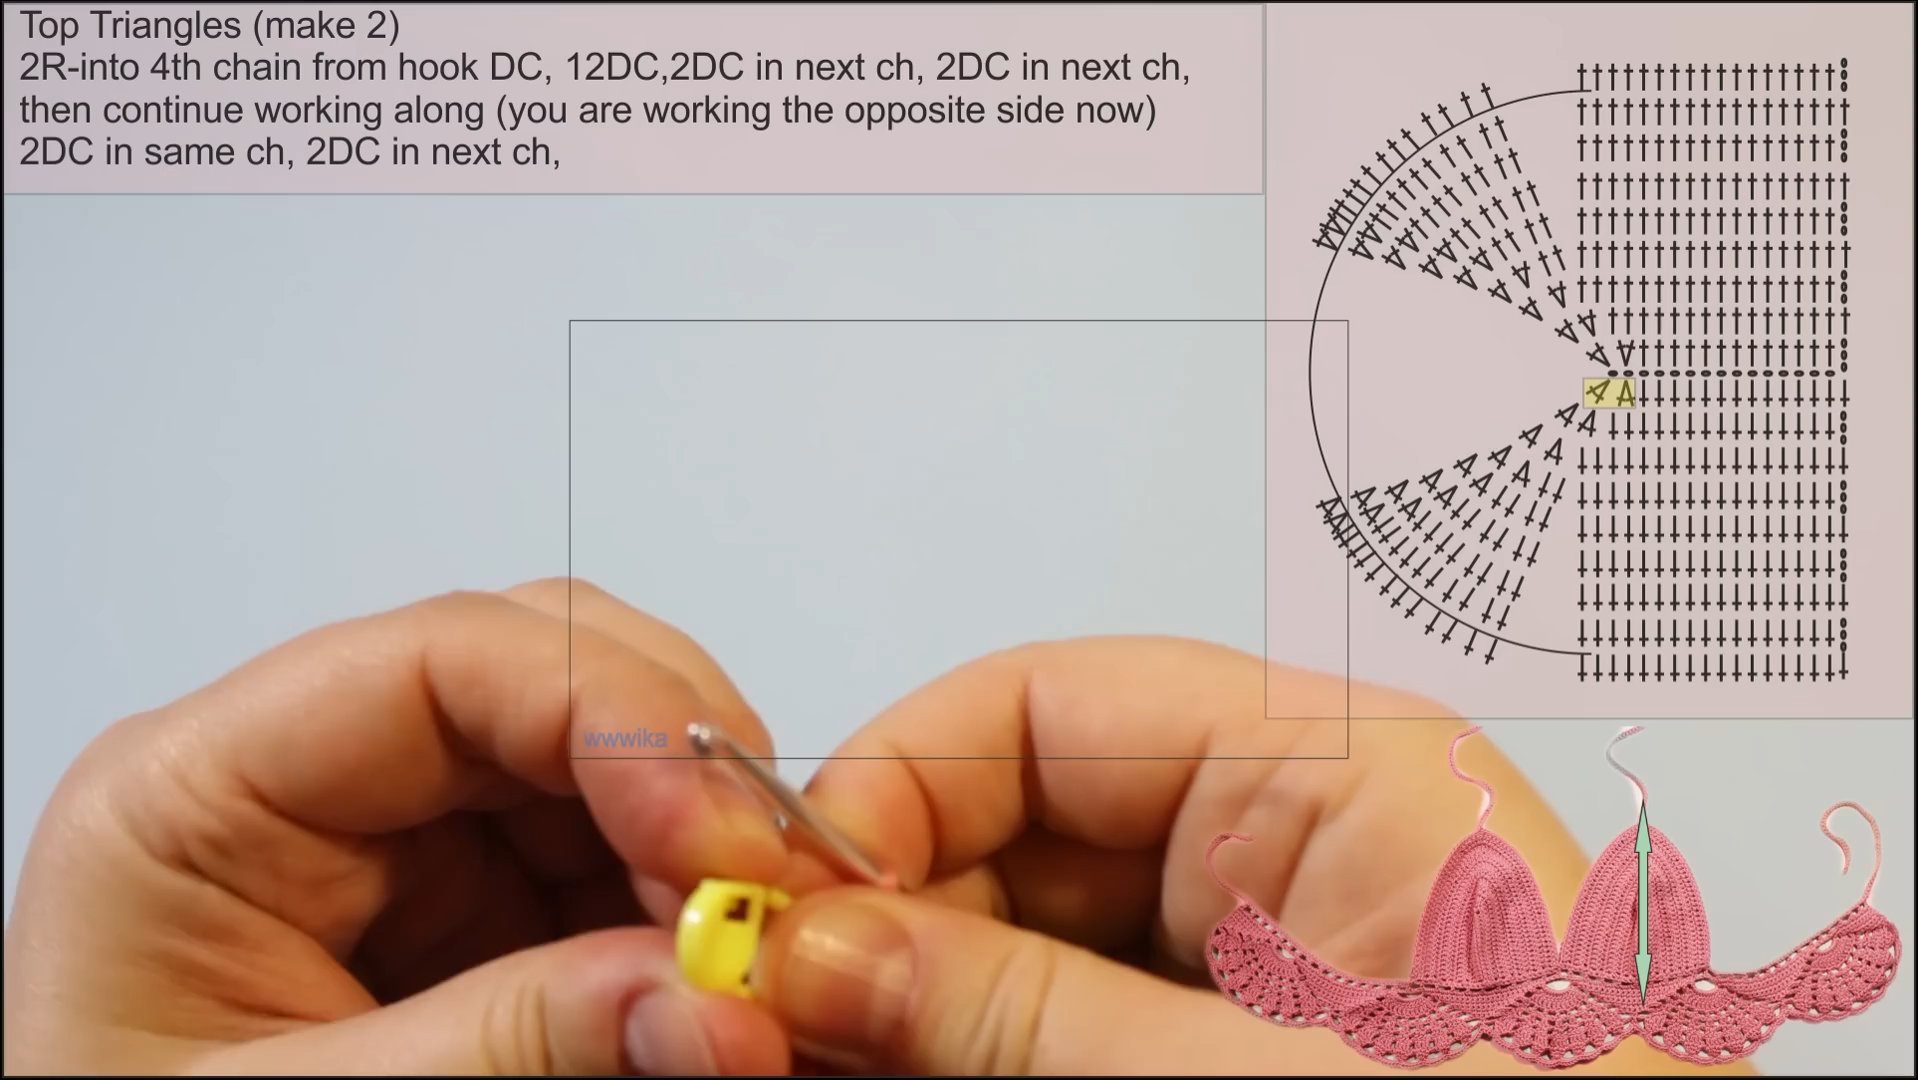 Top Triangles (make 2)
2R-into 4th chain from hook DC, 12DC,2DC in next ch, 2DC in next ch,
then continue working along (you are working the opposite side now)
2DC in same ch, 2DC in next ch,
wwwika